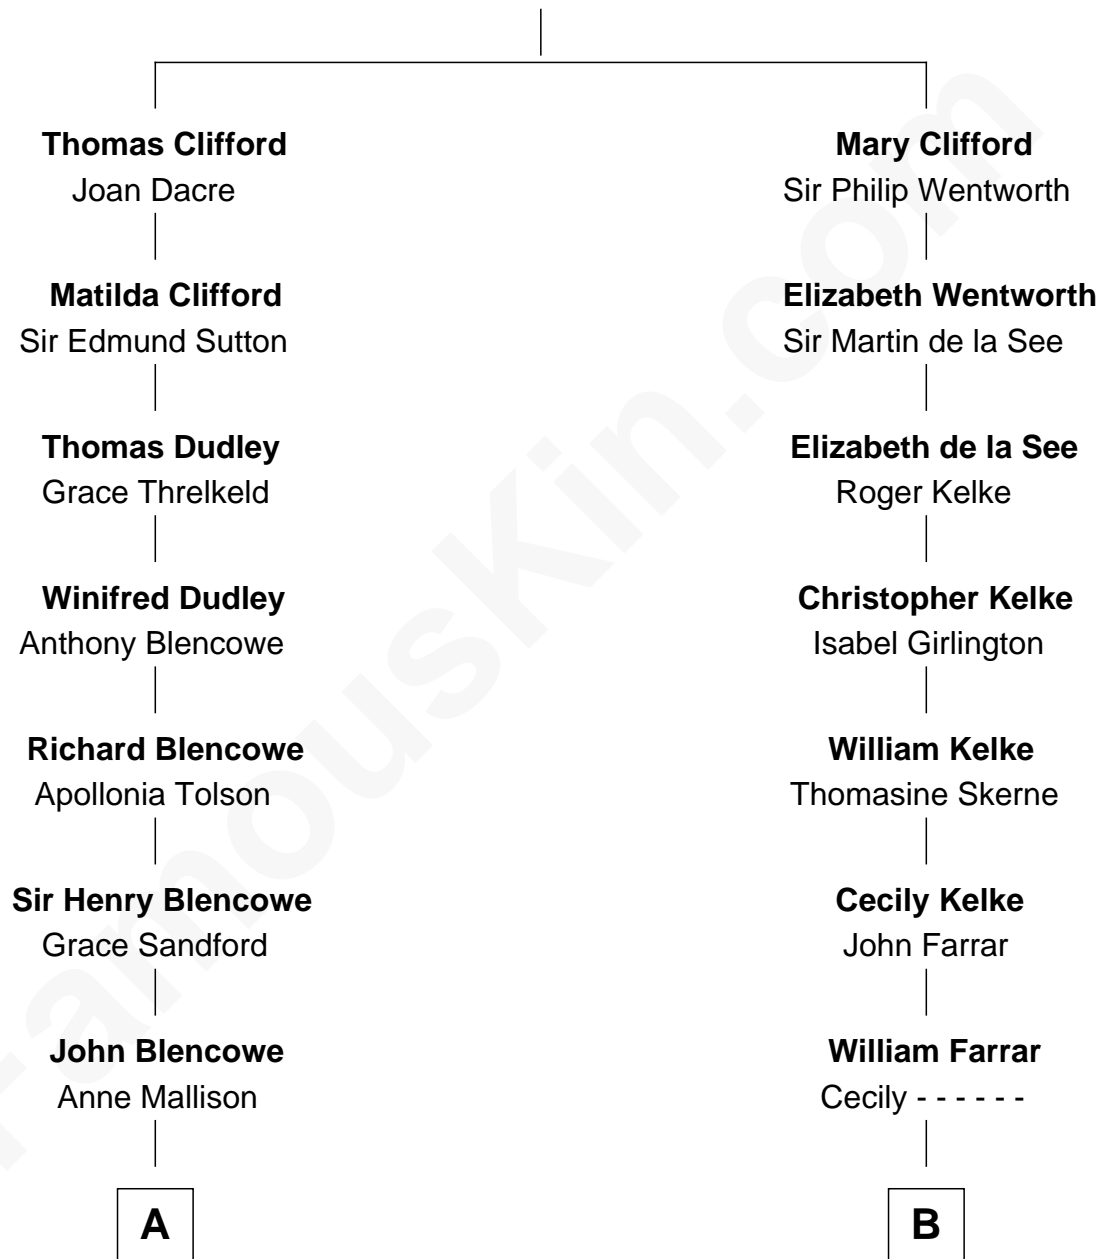 Thomas Clifford
Joan Dacre
Matilda Clifford
Sir Edmund Sutton
Thomas Dudley
Grace Threlkeld
Winifred Dudley
Anthony Blencowe
Richard Blencowe
Apollonia Tolson
Sir Henry Blencowe
Grace Sandford
John Blencowe
Anne Mallison
A
Mary Clifford
Sir Philip Wentworth
Elizabeth Wentworth
Sir Martin de la See
Elizabeth de la See
Roger Kelke
Christopher Kelke
Isabel Girlington
William Kelke
Thomasine Skerne
Cecily Kelke
John Farrar
William Farrar
Cecily - - - - - -
B
FamousKin.com